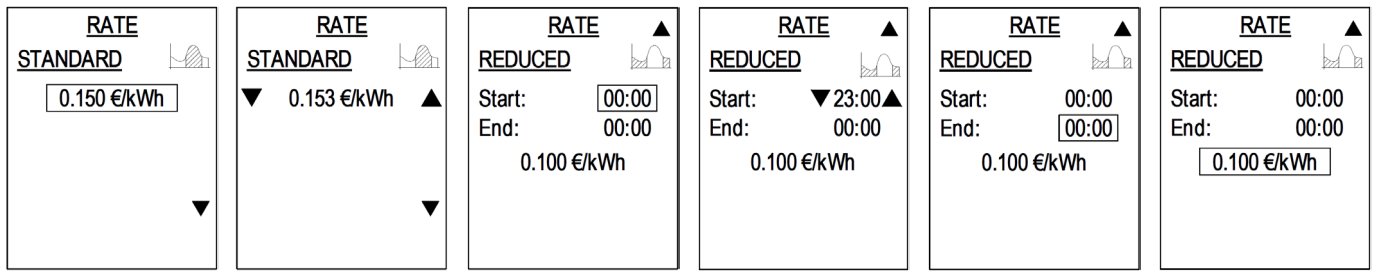 RATE
STANDARD
0.150 €/kWh
RATE
STANDARD
▼ 0.153 €/kWh ▲
RATE
REDUCED
Start: 00:00
End: 00:00
0.100 €/kWh
RATE
REDUCED
Start: ▼23:00▲
End: 00:00
0.100 €/kWh
RATE
REDUCED
Start: 00:00
End: 00:00
0.100 €/kWh
RATE
REDUCED
Start: 00:00
End: 00:00
0.100 €/kWh